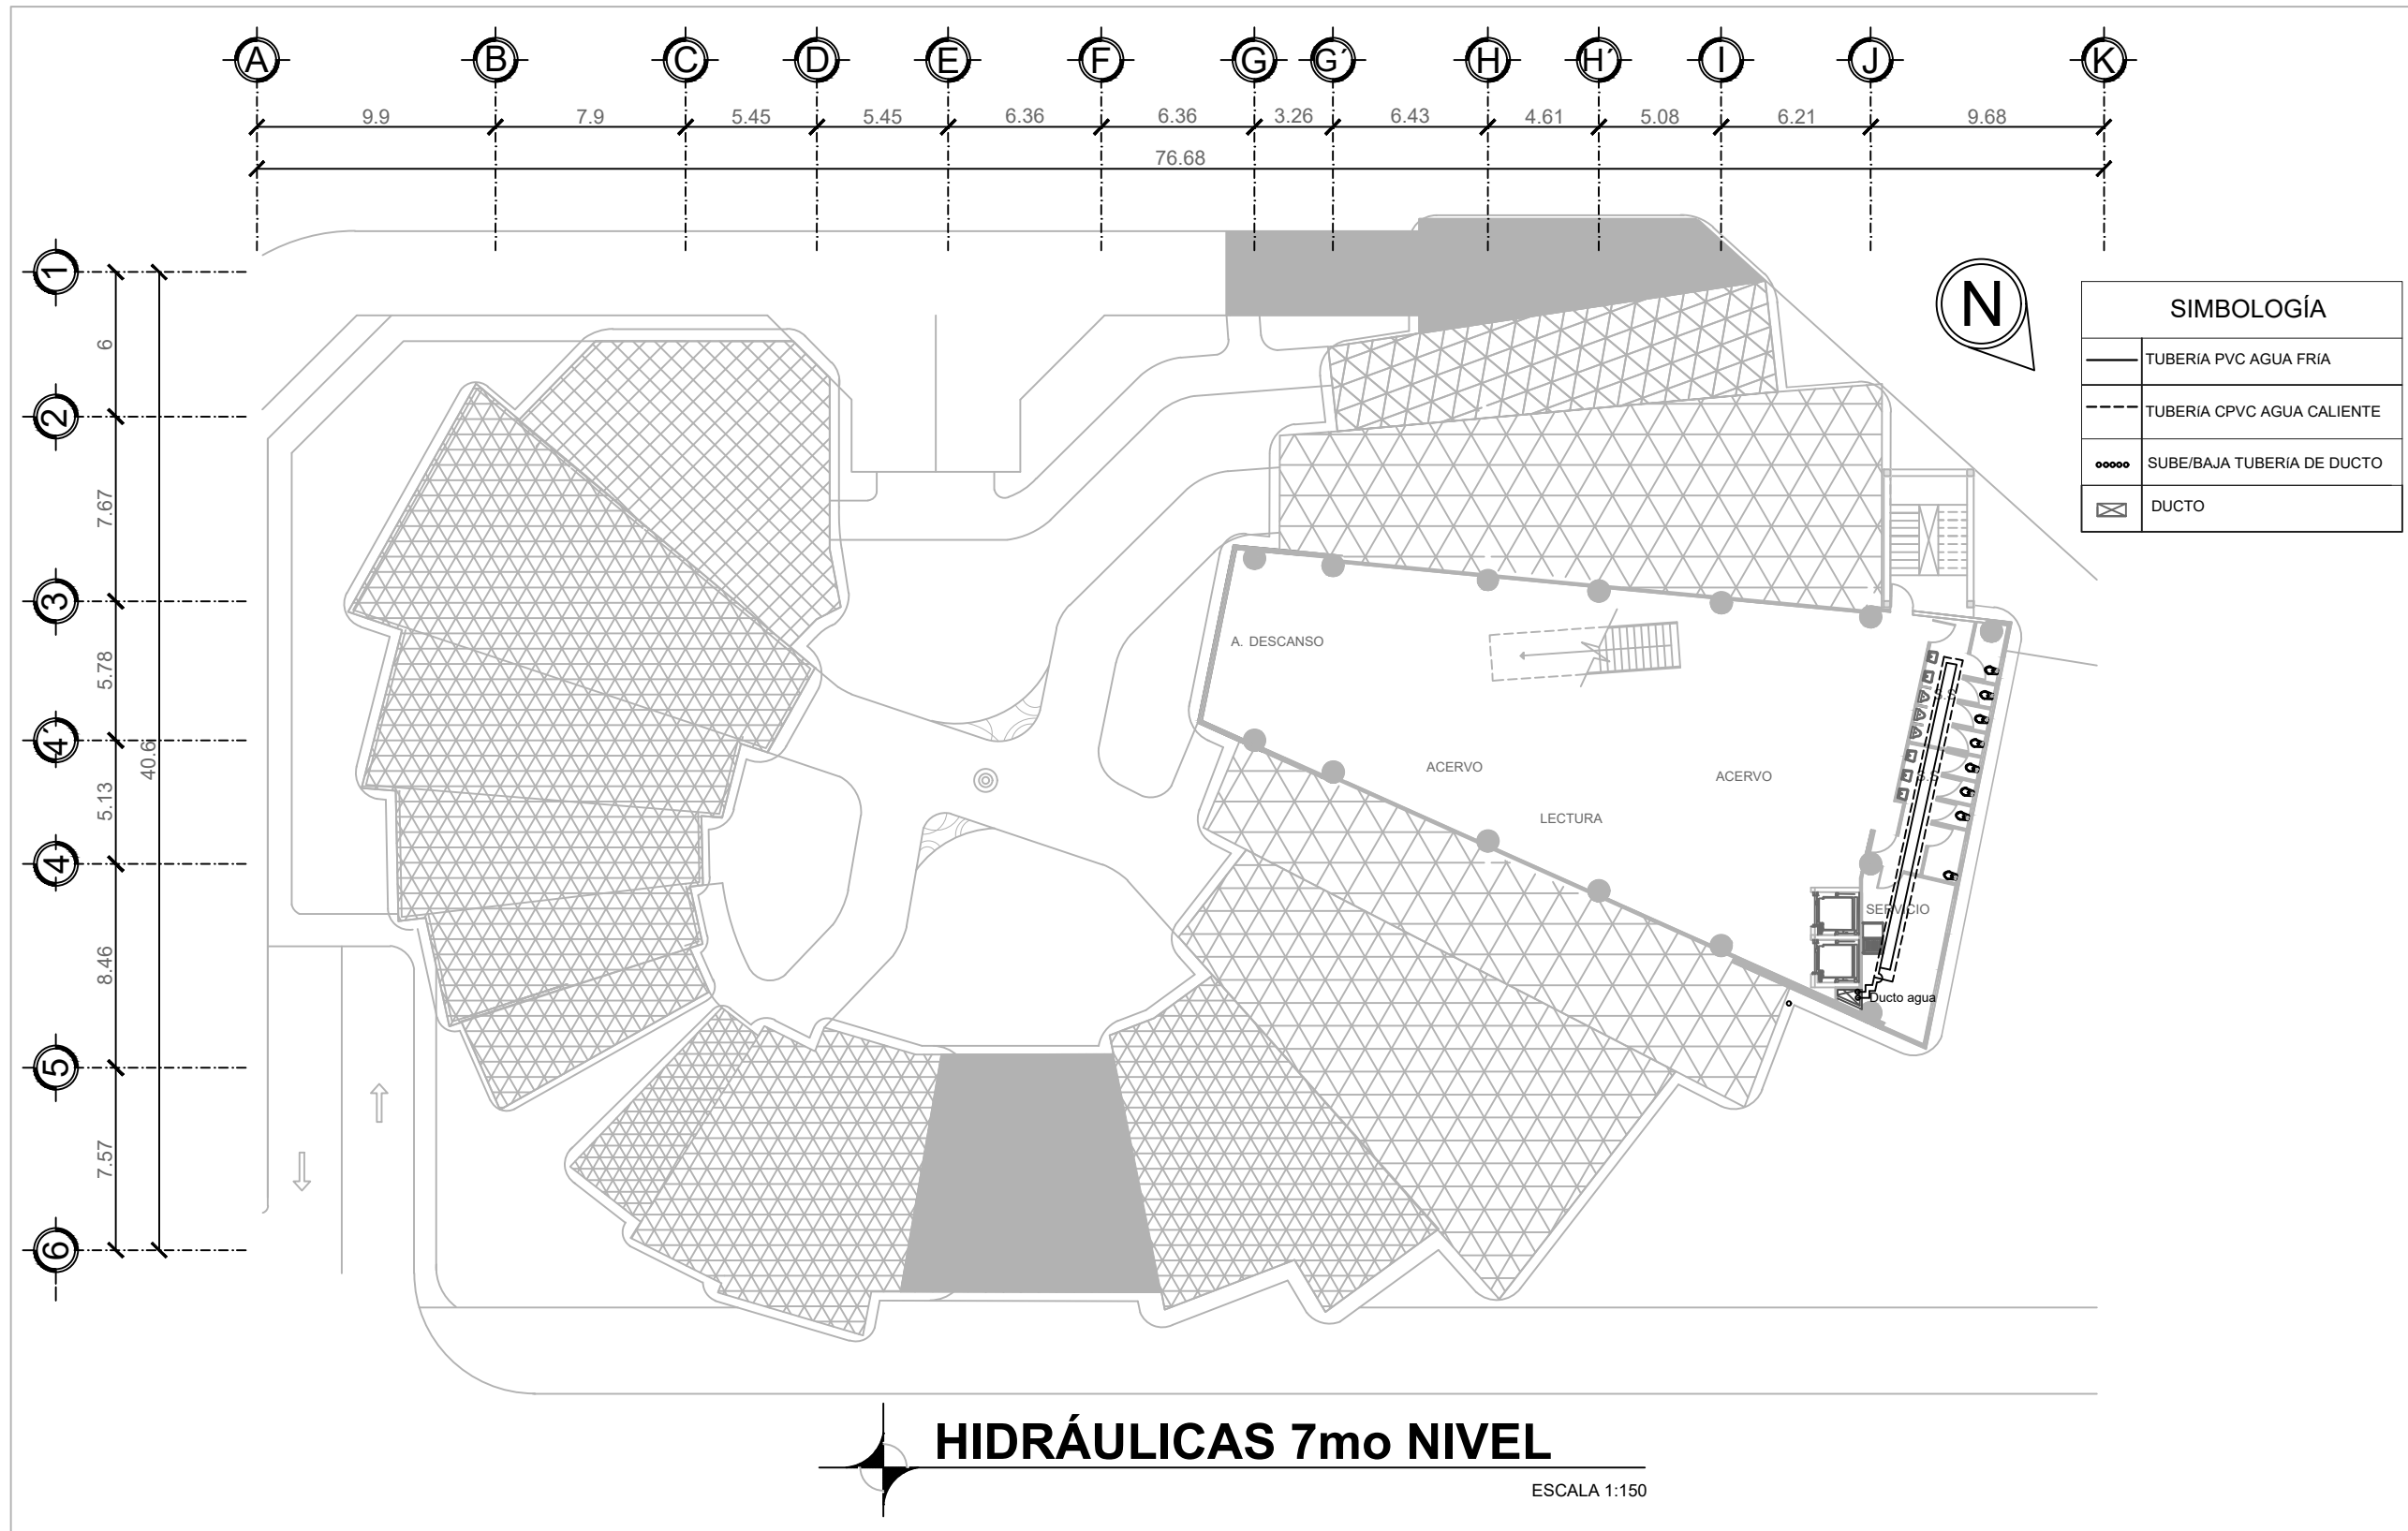 A B C D E F G G´ H H´ I J K
9.9 7.9 5.45 5.45 6.36 6.36 3.26 6.43 4.61 5.08 6.21 9.68
76.68
1
6
2
7.67
3
5.78
4´
40.6
5.13
4
8.46
5
7.57
6
N
SIMBOLOGÍA
TUBERíA PVC AGUA FRíA
TUBERíA CPVC AGUA CALIENTE
SUBE/BAJA TUBERíA DE DUCTO
DUCTO
A. DESCANSO
S.S
ACERVO
ACERVO
S.S
LECTURA
SERVICIO
Ducto agua
HIDRÁULICAS 7mo NIVEL
ESCALA 1:150